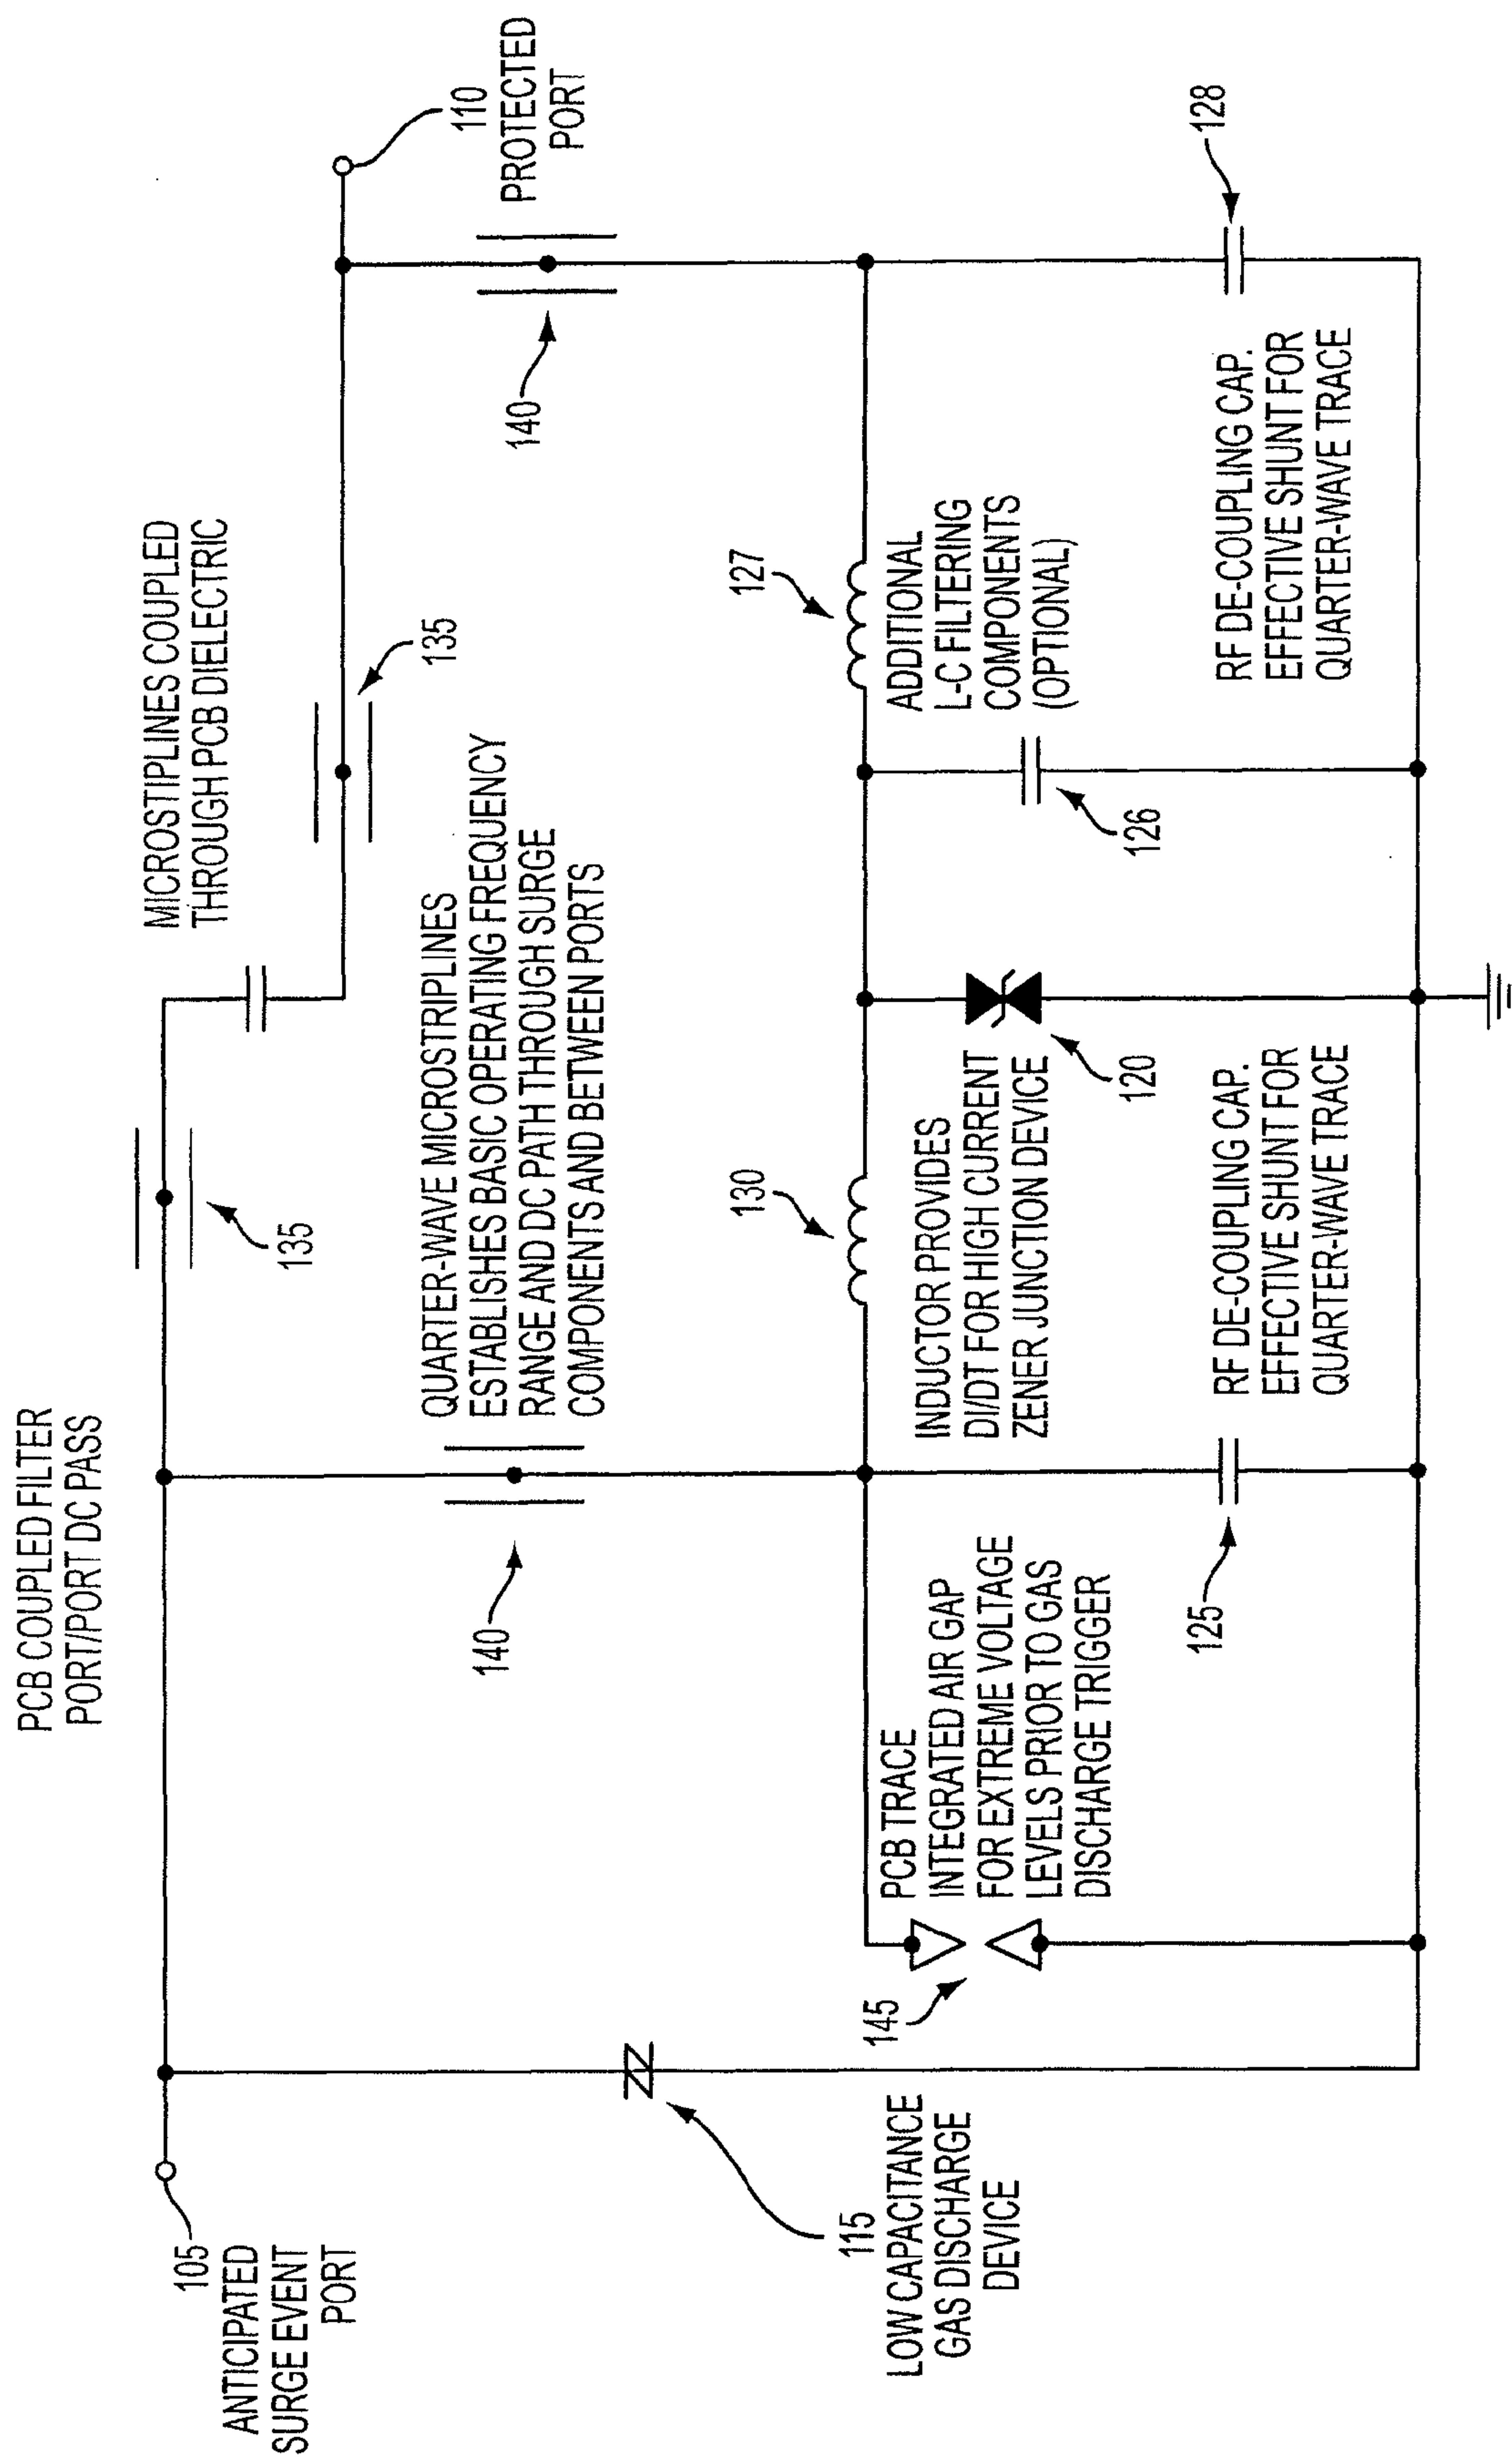 PCB COUPLED FILTER
PORT/PORT DC PASS
MICROSTIPLINES COUPLED
THROUGH PCB DIELECTRIC
105
ANTICIPATED
SURGE EVENT
PORT
135
135
110
PROTECTED
PORT
140
QUARTER-WAVE MICROSTRIPLINES
ESTABLISHES BASIC OPERATING FREQUENCY
RANGE AND DC PATH THROUGH SURGE
COMPONENTS AND BETWEEN PORTS
140
115
LOW CAPACITANCE
GAS DISCHARGE
DEVICE
145
PCB TRACE
INTEGRATED AIR GAP
FOR EXTREME VOLTAGE
LEVELS PRIOR TO GAS
DISCHARGE TRIGGER
130
INDUCTOR PROVIDES
DI/DT FOR HIGH CURRENT
ZENER JUNCTION DEVICE
120
127
ADDITIONAL
L-C FILTERING
COMPONENTS
(OPTIONAL)
126
125
RF DE-COUPLING CAP.
EFFECTIVE SHUNT FOR
QUARTER-WAVE TRACE
RF DE-COUPLING CAP.
EFFECTIVE SHUNT FOR
QUARTER-WAVE TRACE
128